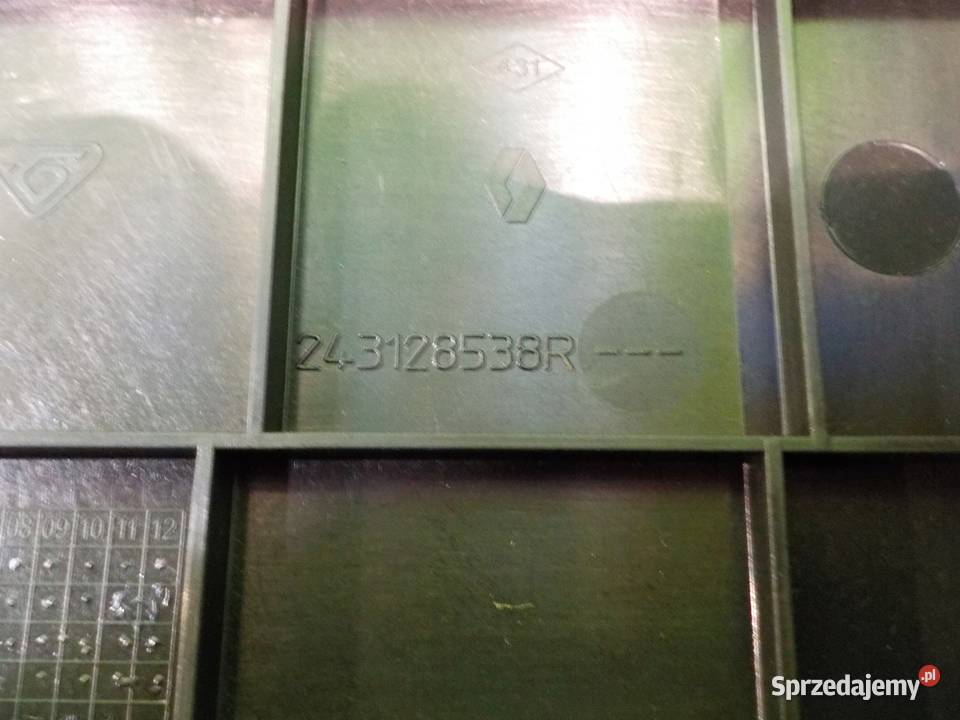 431
243128538R ---
08 09 10 11 12
Sprzedajemy.pl